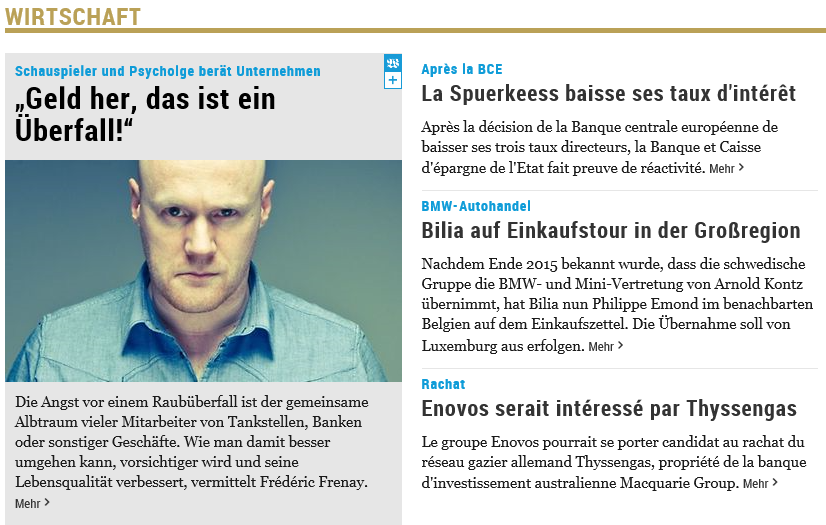 WIRTSCHAFT
Schauspieler und Psycholge berät Unternehmen
„Geld her, das ist ein
Überfall!“
Die Angst vor einem Raubüberfall ist der gemeinsame
Albtraum vieler Mitarbeiter von Tankstellen, Banken
oder sonstiger Geschäfte. Wie man damit besser
umgehen kann, vorsichtiger wird und seine
Lebensqualität verbessert, vermittelt Frédéric Frenay.
Mehr >
Après la BCE
La Spuerkeess baisse ses taux d'intérêt
Après la décision de la Banque centrale européenne de
baisser ses trois taux directeurs, la Banque et Caisse
d'épargne de l'Etat fait preuve de réactivité. Mehr >
BMW-Autohandel
Bilia auf Einkaufstour in der Großregion
Nachdem Ende 2015 bekannt wurde, dass die schwedische
Gruppe die BMW- und Mini-Vertretung von Arnold Kontz
übernimmt, hat Bilia nun Philippe Emond im benachbarten
Belgien auf dem Einkaufszettel. Die Übernahme soll von
Luxemburg aus erfolgen. Mehr >
Rachat
Enovos serait intéressé par Thyssengas
Le groupe Enovos pourrait se porter candidat au rachat du
réseau gazier allemand Thyssengas, propriété de la banque
d'investissement australienne Macquarie Group. Mehr >